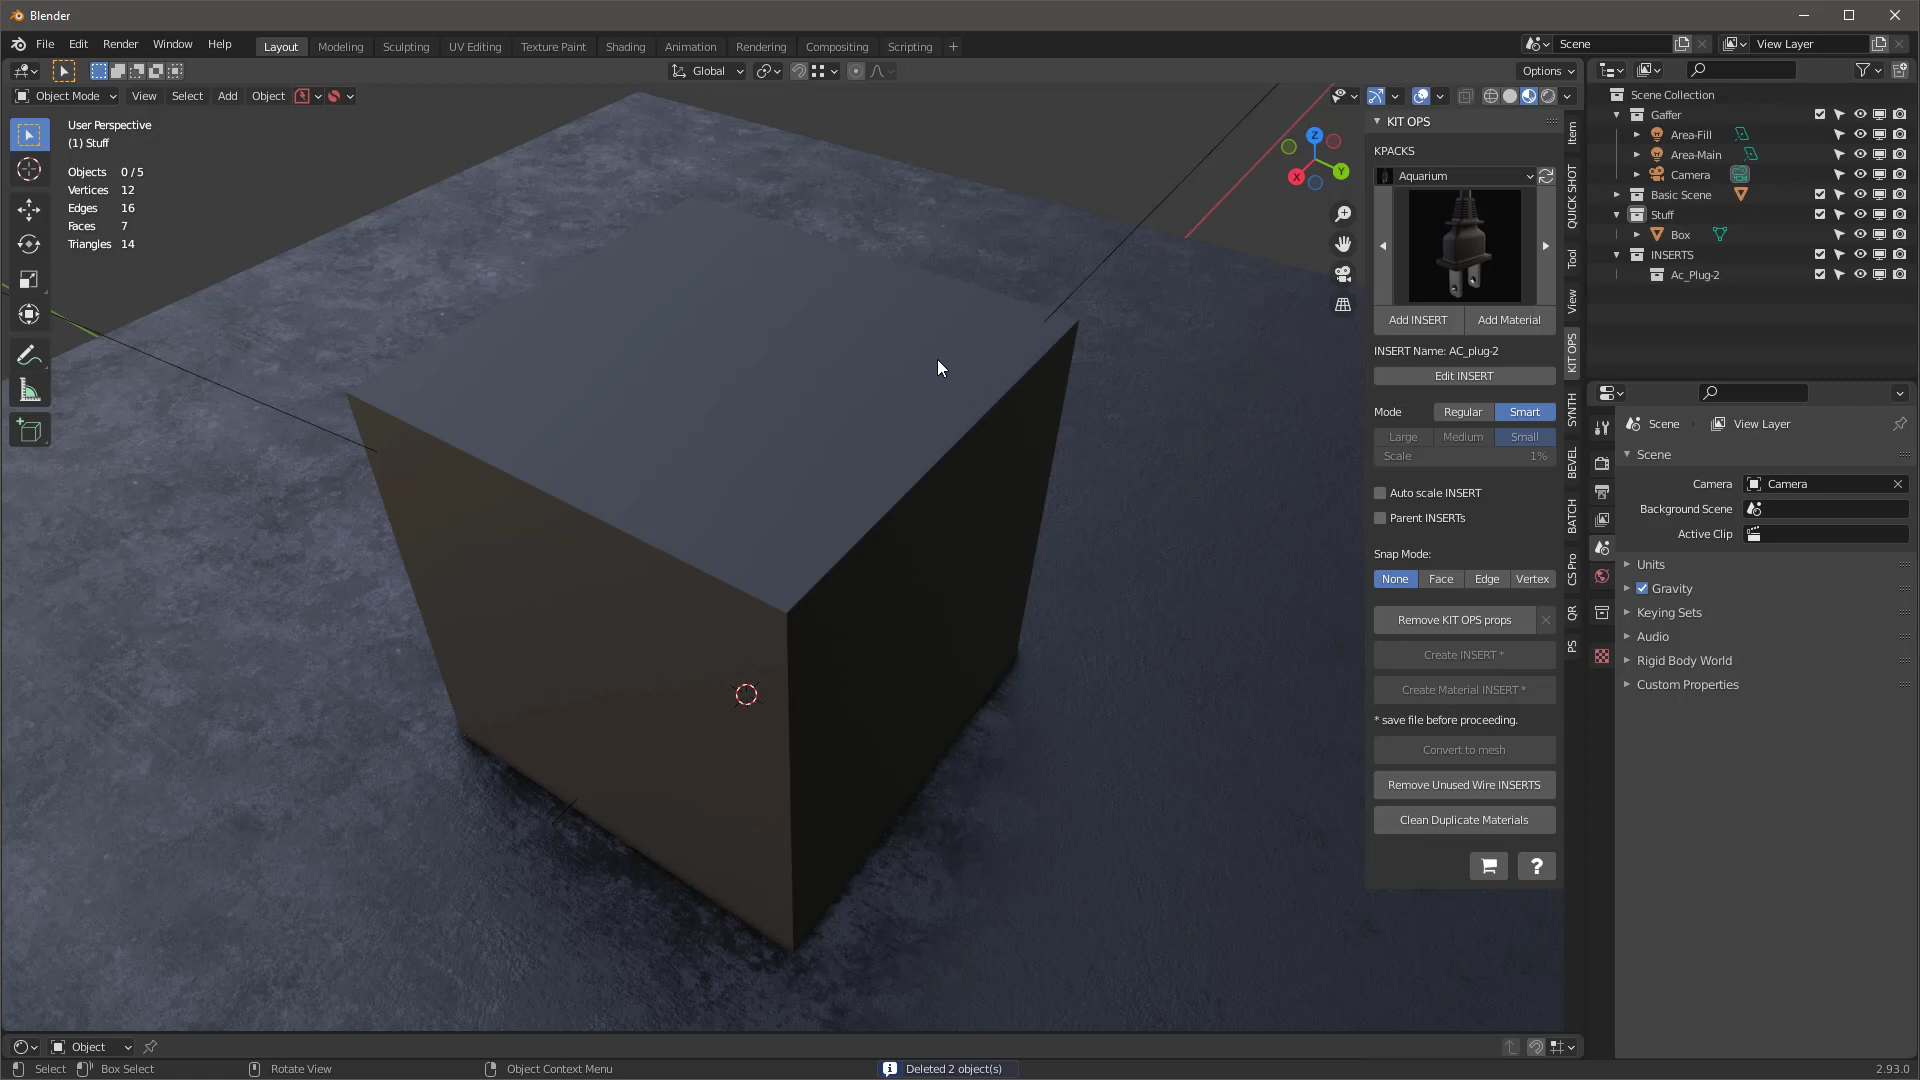 Blender
File Edit Render Window Help
Layout Modeling Sculpting UV Editing Texture Paint Shading Animation Rendering Compositing Scripting +
Scene
View Layer
Global
Options
Object Mode View Select Add Object
User Perspective
(1) Stuff
Objects 0 / 5
Vertices 12
Edges 16
Faces 7
Triangles 14
Z
Y
X
KIT OPS
KPACKS
Aquarium
Add INSERT Add Material
INSERT Name: AC_plug-2
Edit INSERT
Mode Regular Smart
Large Medium Small
Scale 1%
Auto scale INSERT
Parent INSERTs
Snap Mode:
None Face Edge Vertex
Remove KIT OPS props
Create INSERT *
Create Material INSERT *
* save file before proceeding.
Convert to mesh
Remove Unused Wire INSERTS
Clean Duplicate Materials
?
Item
QUICK SHOT
Tool
View
KIT OPS
SYNTH
BEVEL
BATCH
CS Pro
QR
PS
Scene Collection
Gaffer
Area-Fill
Area-Main
Camera
Basic Scene
Stuff
Box
INSERTS
Ac_Plug-2
Scene View Layer
Scene
Camera Camera
Background Scene
Active Clip
Units
Gravity
Keying Sets
Audio
Rigid Body World
Custom Properties
Object
Select Box Select Rotate View Object Context Menu Deleted 2 object(s) 2.93.0